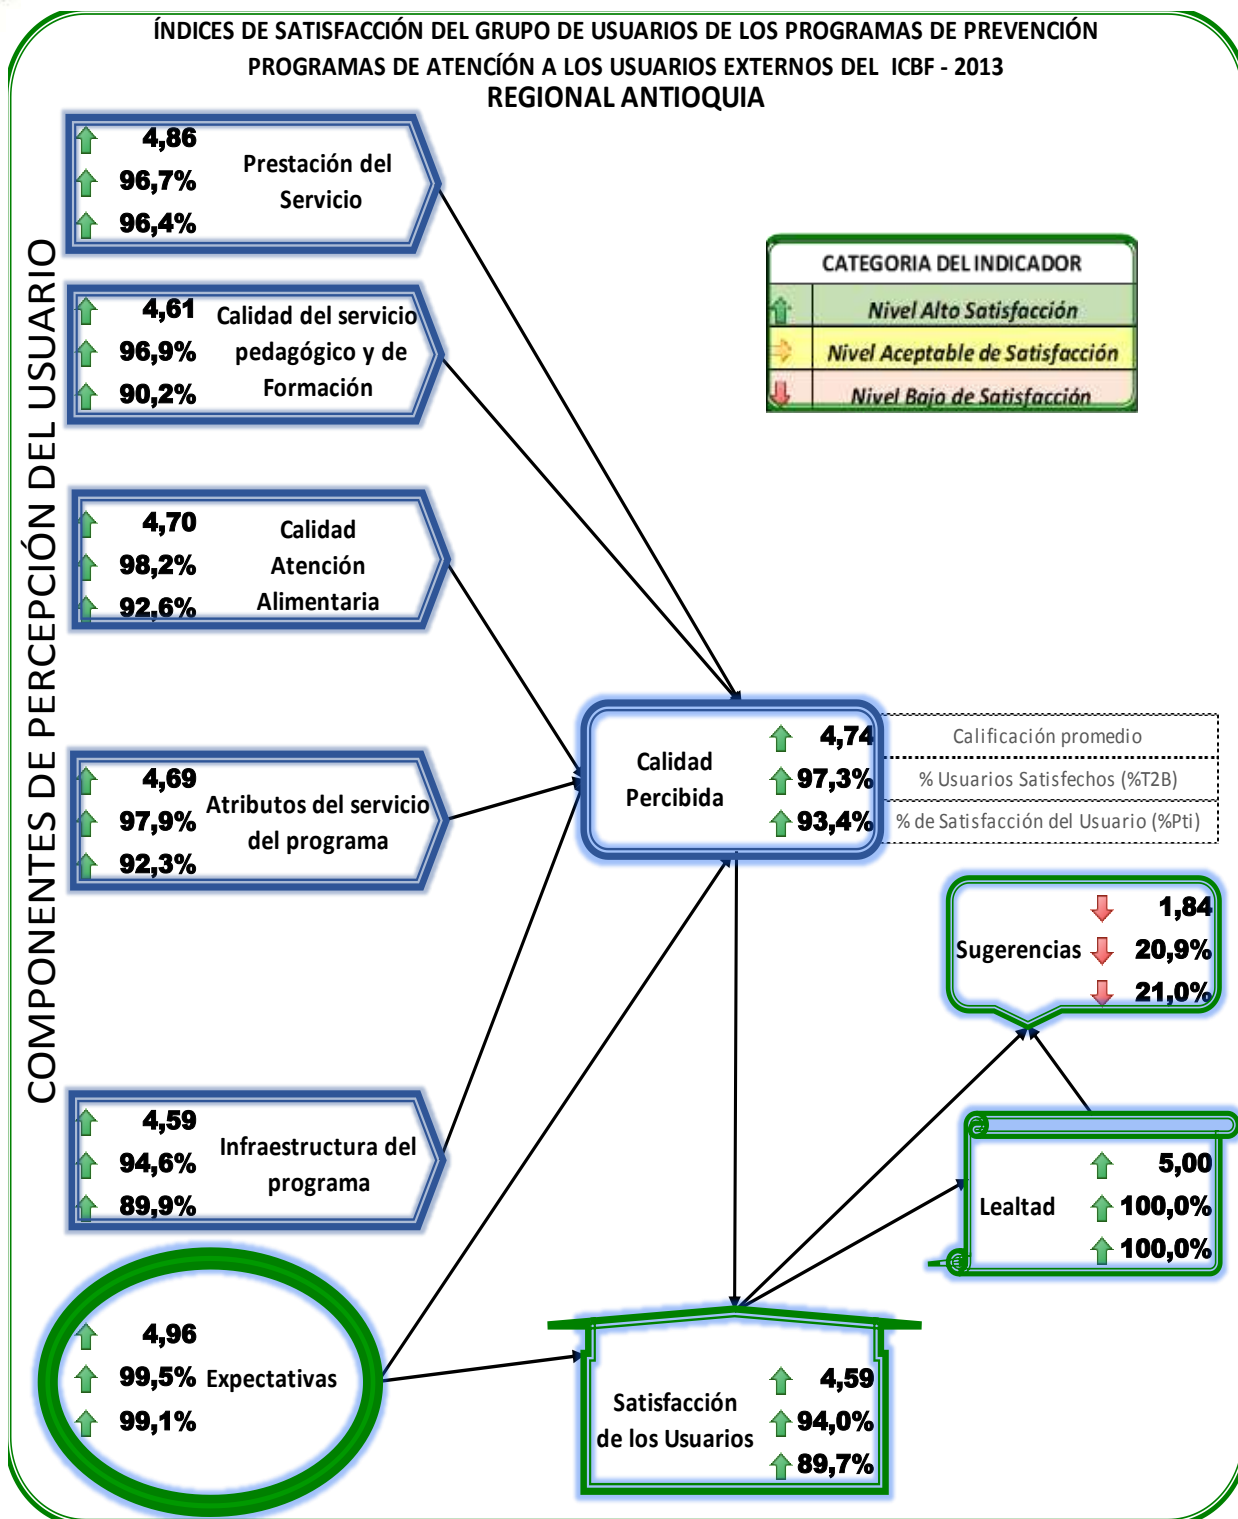 ÍNDICES DE SATISFACCIÓN DEL GRUPO DE USUARIOS DE LOS PROGRAMAS DE PREVENCIÓN
PROGRAMAS DE ATENCÍÓN A LOS USUARIOS EXTERNOS DEL ICBF - 2013
REGIONAL ANTIOQUIA
COMPONENTES DE PERCEPCIÓN DEL USUARIO
4,86
96,7%
96,4%
Prestación del
Servicio
CATEGORIA DEL INDICADOR
Nivel Alto Satisfacción
Nivel Aceptable de Satisfacción
Nivel Bajo de Satisfacción
4,61
96,9%
90,2%
Calidad del servicio
pedagógico y de
Formación
4,70
98,2%
92,6%
Calidad
Atención
Alimentaria
4,69
97,9%
92,3%
Atributos del servicio
del programa
Calidad
Percibida
4,74
97,3%
93,4%
Calificación promedio
% Usuarios Satisfechos (%T2B)
% de Satisfacción del Usuario (%Pti)
Sugerencias
1,84
20,9%
21,0%
4,59
94,6%
89,9%
Infraestructura del
programa
Lealtad
5,00
100,0%
100,0%
4,96
99,5%
99,1%
Expectativas
Satisfacción
de los Usuarios
4,59
94,0%
89,7%